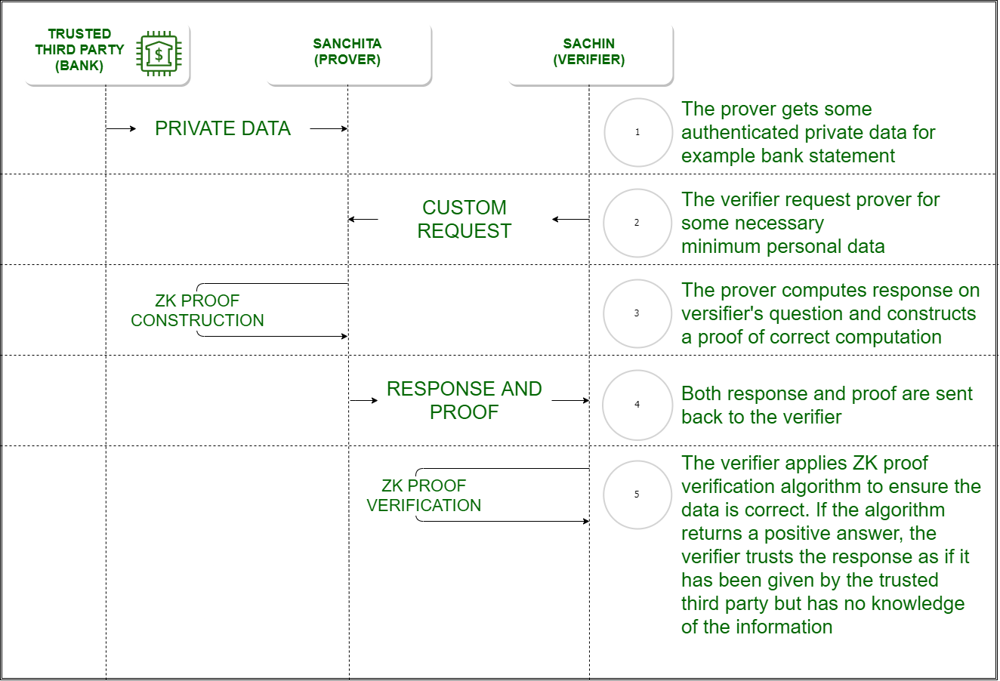 TRUSTED
THIRD PARTY
(BANK)
$
SANCHITA
(PROVER)
SACHIN
(VERIFIER)
PRIVATE DATA
1
The prover gets some
authenticated private data for
example bank statement
CUSTOM
REQUEST
2
The verifier request prover for
some necessary
minimum personal data
ZK PROOF
CONSTRUCTION
3
The prover computes response on
versifier's question and constructs
a proof of correct computation
RESPONSE AND
PROOF
4
Both response and proof are sent
back to the verifier
ZK PROOF
VERIFICATION
5
The verifier applies ZK proof
verification algorithm to ensure the
data is correct. If the algorithm
returns a positive answer, the
verifier trusts the response as if it
has been given by the trusted
third party but has no knowledge
of the information